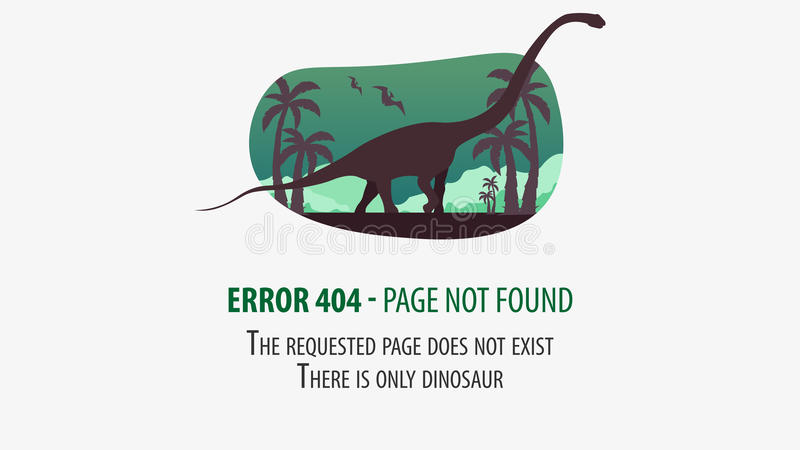 dreamstime
ERROR 404 - PAGE NOT FOUND
THE REQUESTED PAGE DOES NOT EXIST
THERE IS ONLY DINOSAUR